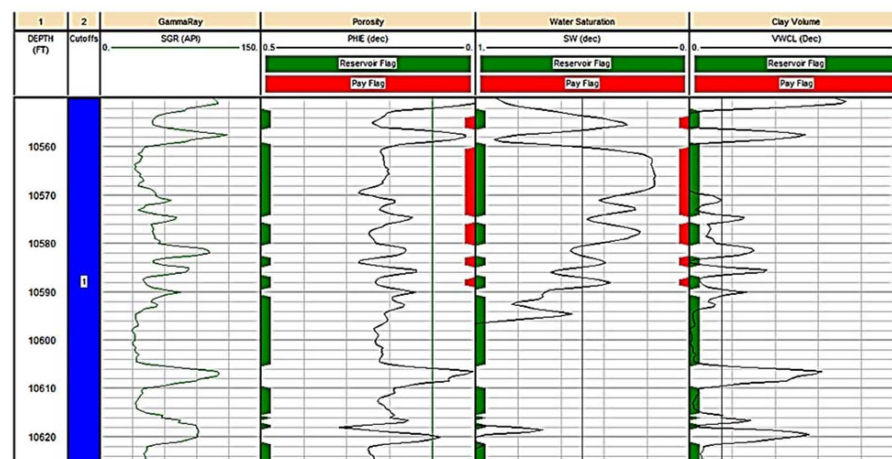 1 2 GammaRay Porosity Water Saturation Clay Volume
DEPTH (FT) Cutoffs 0. SGR (API) 150. 0.5 PHIE (dec) 0. 1. SW (dec) 0. 0. VWCL (Dec)
Reservoir Flag Reservoir Flag Reservoir Flag
Pay Flag Pay Flag Pay Flag
10560
10570
10580
1
10590
10600
10610
10620